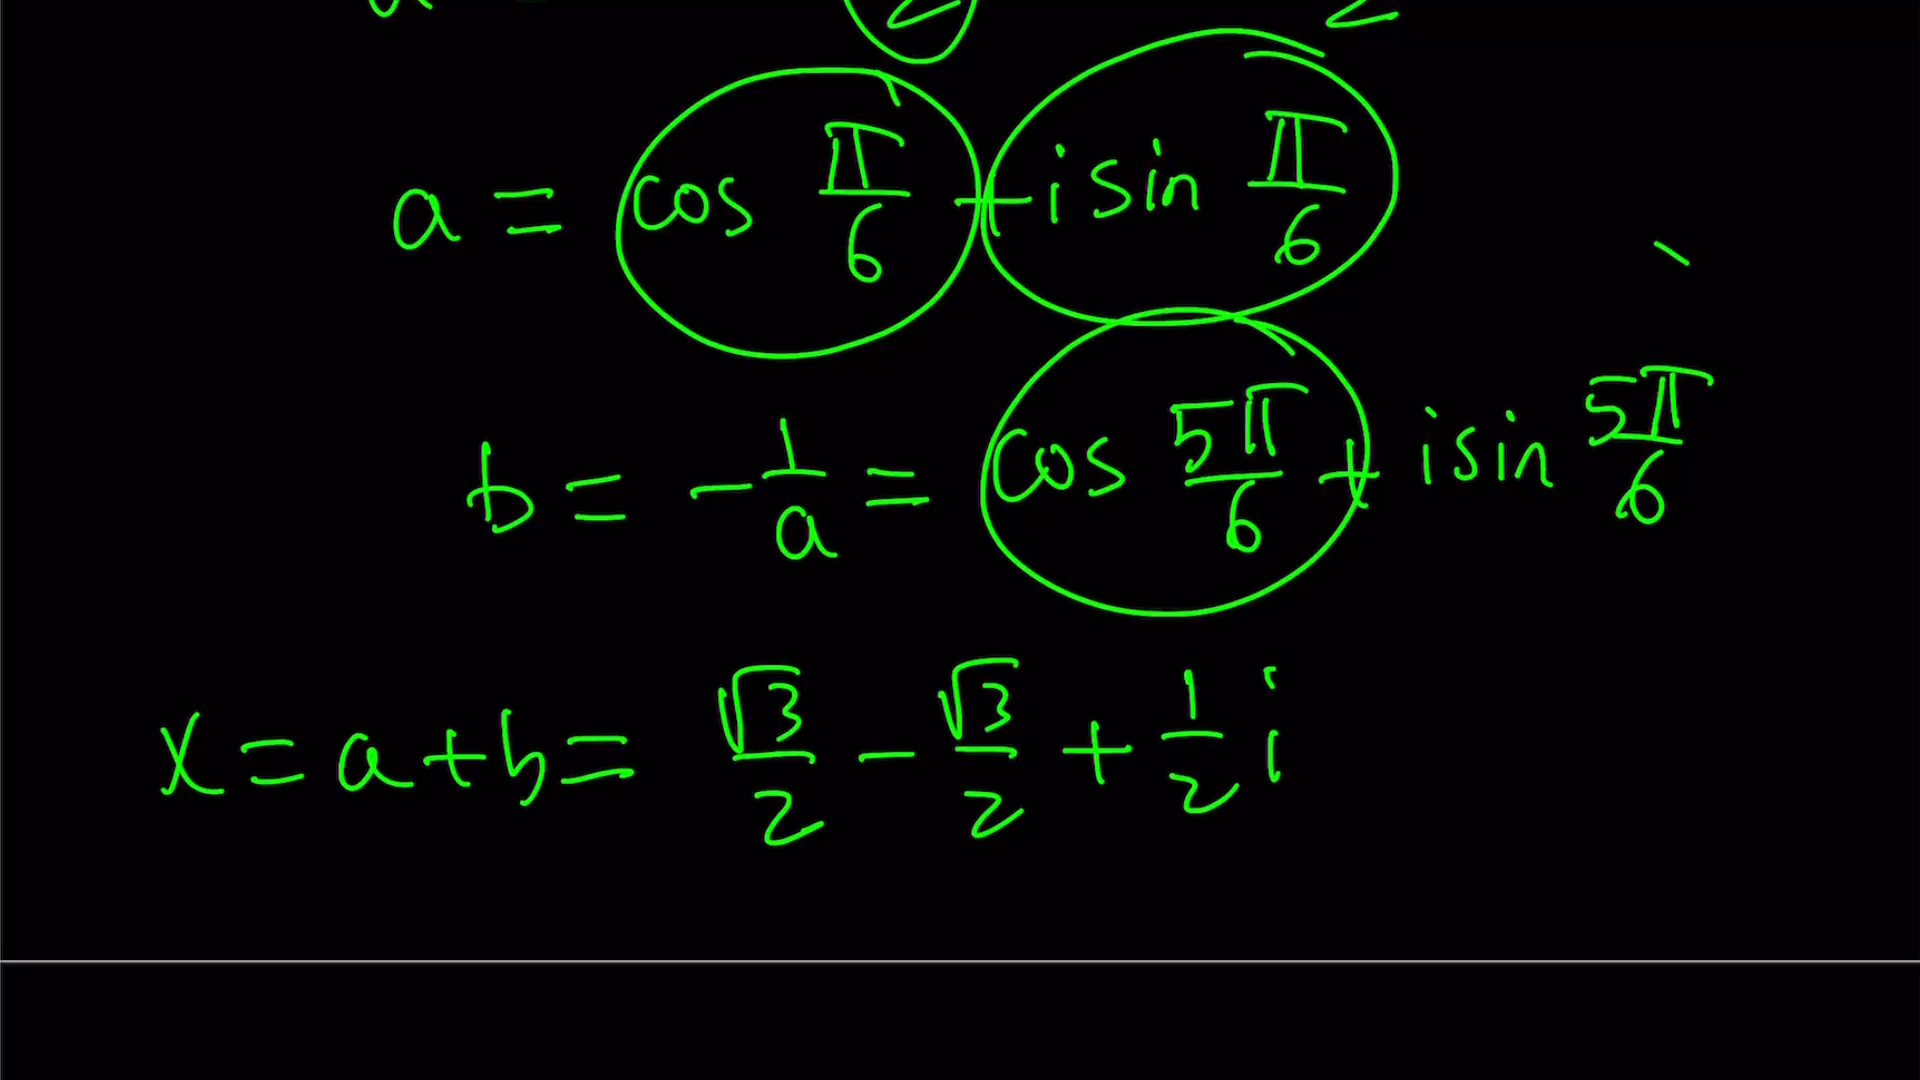 a = cos π/6 + i sin π/6
b = - 1/a = cos 5π/6 + i sin 5π/6
x = a + b = √3/2 - √3/2 + 1/2 i